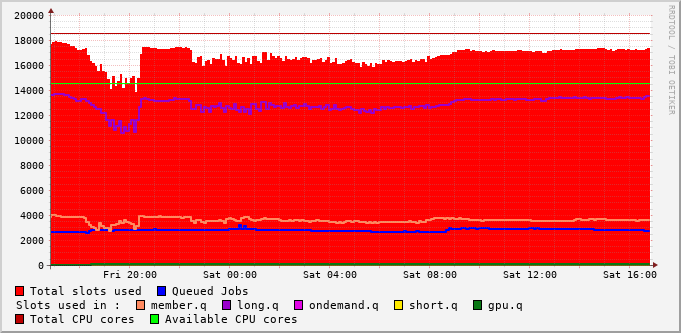 20000
18000
16000
14000
12000
10000
8000
6000
4000
2000
0
Fri 20:00 Sat 00:00 Sat 04:00 Sat 08:00 Sat 12:00 Sat 16:00
RRDTOOL / TOBI OETIKER
Total slots used Queued Jobs
Slots used in : member.q long.q ondemand.q short.q gpu.q
Total CPU cores Available CPU cores